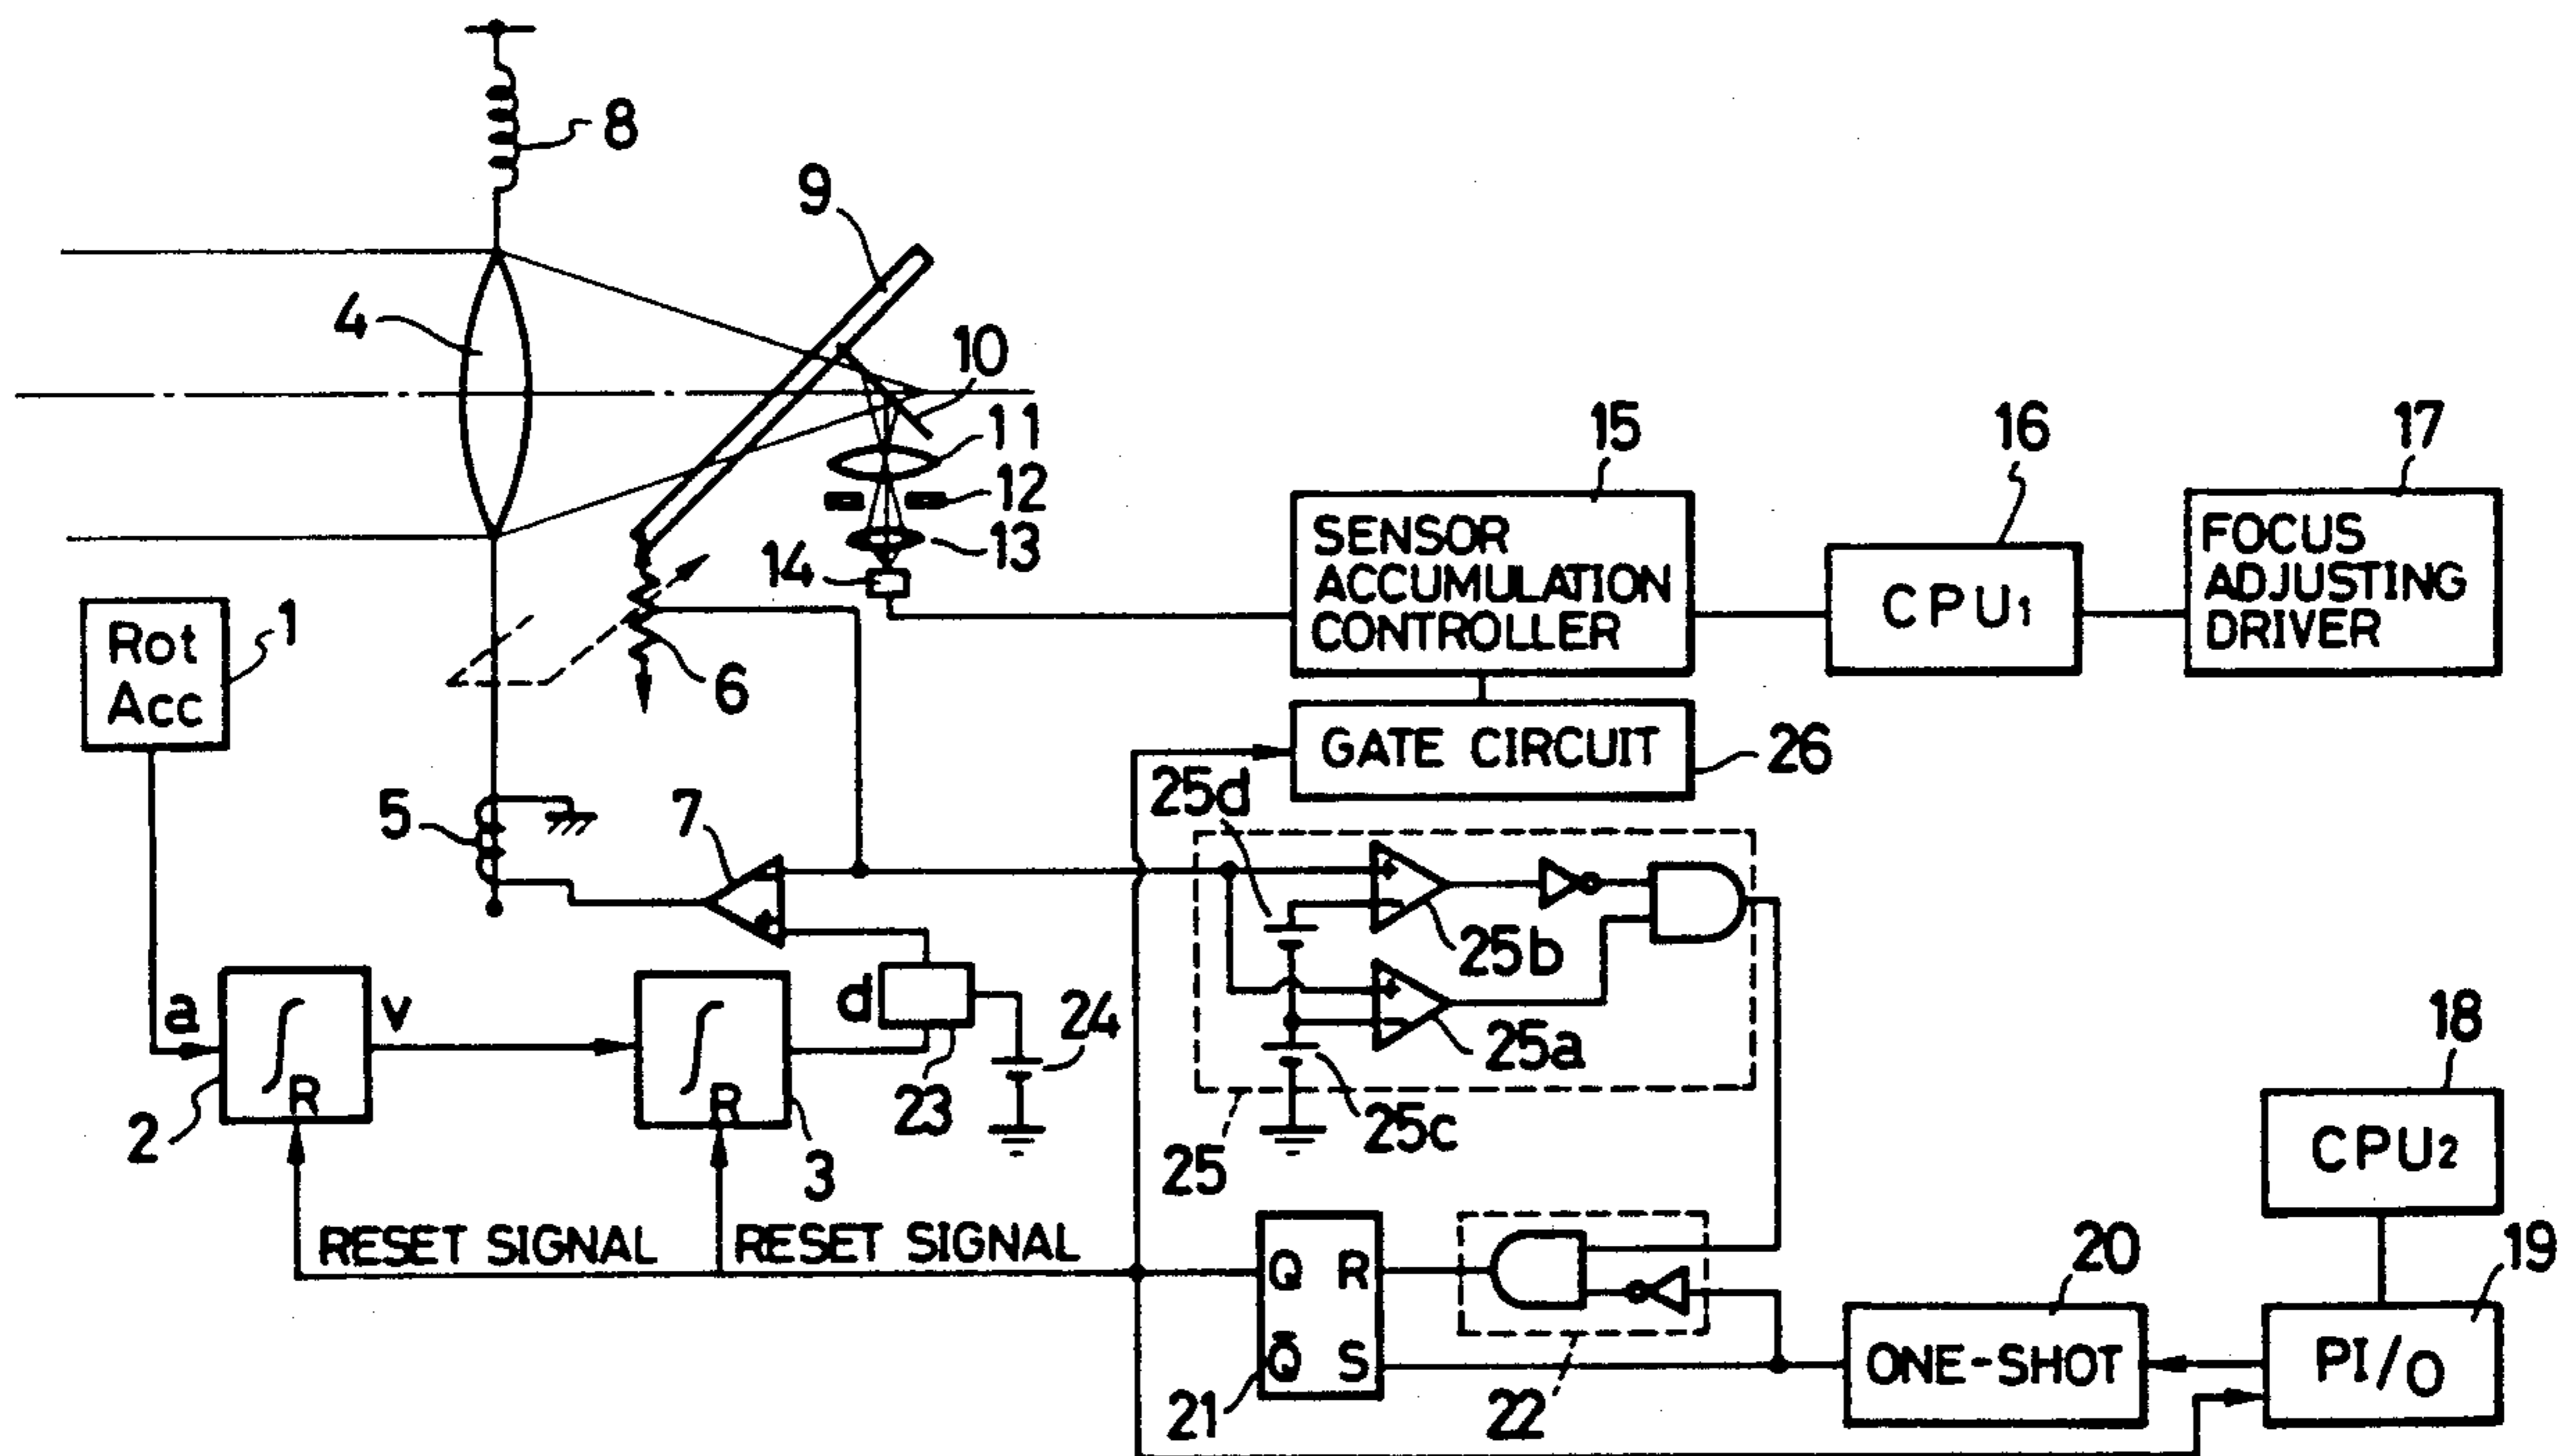 8
9
4
10
11
12
13
14
15
16
17
SENSOR
ACCUMULATION
CONTROLLER
CPU1
FOCUS
ADJUSTING
DRIVER
Rot
Acc
1
6
GATE CIRCUIT
26
5
7
25d
+
-
25b
+
-
25a
25c
25
-
+
a
∫
R
2
v
∫
R
3
d
23
24
18
CPU2
RESET SIGNAL
RESET SIGNAL
Q R
Q̄ S
21
22
20
ONE-SHOT
19
PI/O